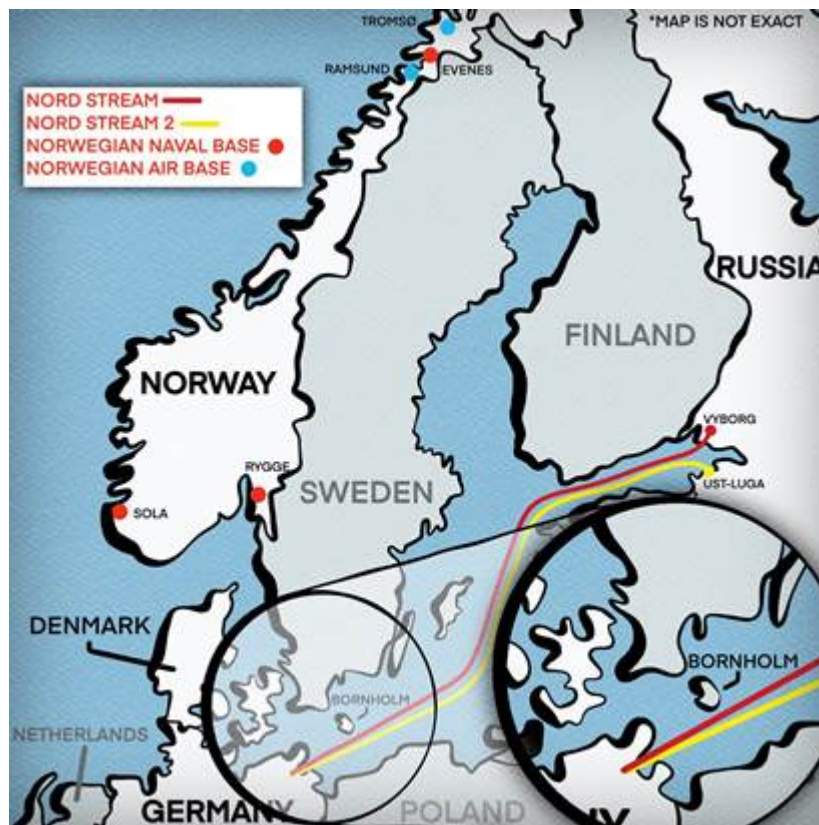 TROMSØ
*MAP IS NOT EXACT
RAMSUND
EVENES
NORD STREAM
NORD STREAM 2
NORWEGIAN NAVAL BASE
NORWEGIAN AIR BASE
RUSSIA
FINLAND
NORWAY
VYBORG
RYGGE
SWEDEN
UST-LUGA
SOLA
DENMARK
BORNHOLM
BORNHOLM
NETHERLANDS
GERMANY
POLAND
NY